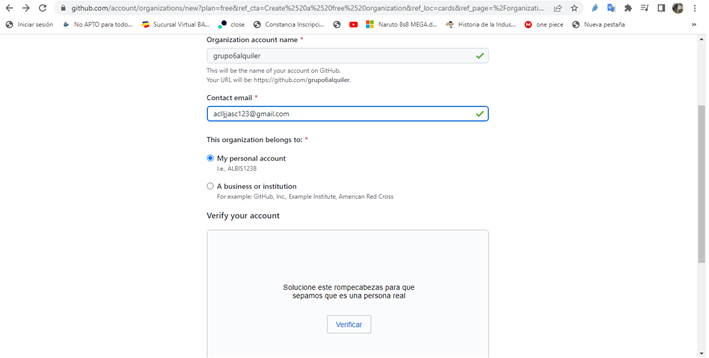 github.com/account/organizations/new?plan=free&ref_cta=Create%2520a%2520free%2520organization&ref_loc=cards&ref_page=%2Forganizati...
Iniciar sesión
No APTO para todo...
Sucursal Virtual BA...
close
Constancia Inscripci...
Naruto 8s8 MEGA,d...
Historia de la Indus...
one piece
Nueva pestaña
»
Organization account name *
grupo6alquiler
This will be the name of your account on GitHub.
Your URL will be: https://github.com/grupo6alquiler.
Contact email *
aclljjasc123@gmail.com
This organization belongs to: *
My personal account
I.e., ALBIS1238
A business or institution
For example: GitHub, Inc., Example Institute, American Red Cross
Verify your account
Solucione este rompecabezas para que
sepamos que es una persona real
Verificar